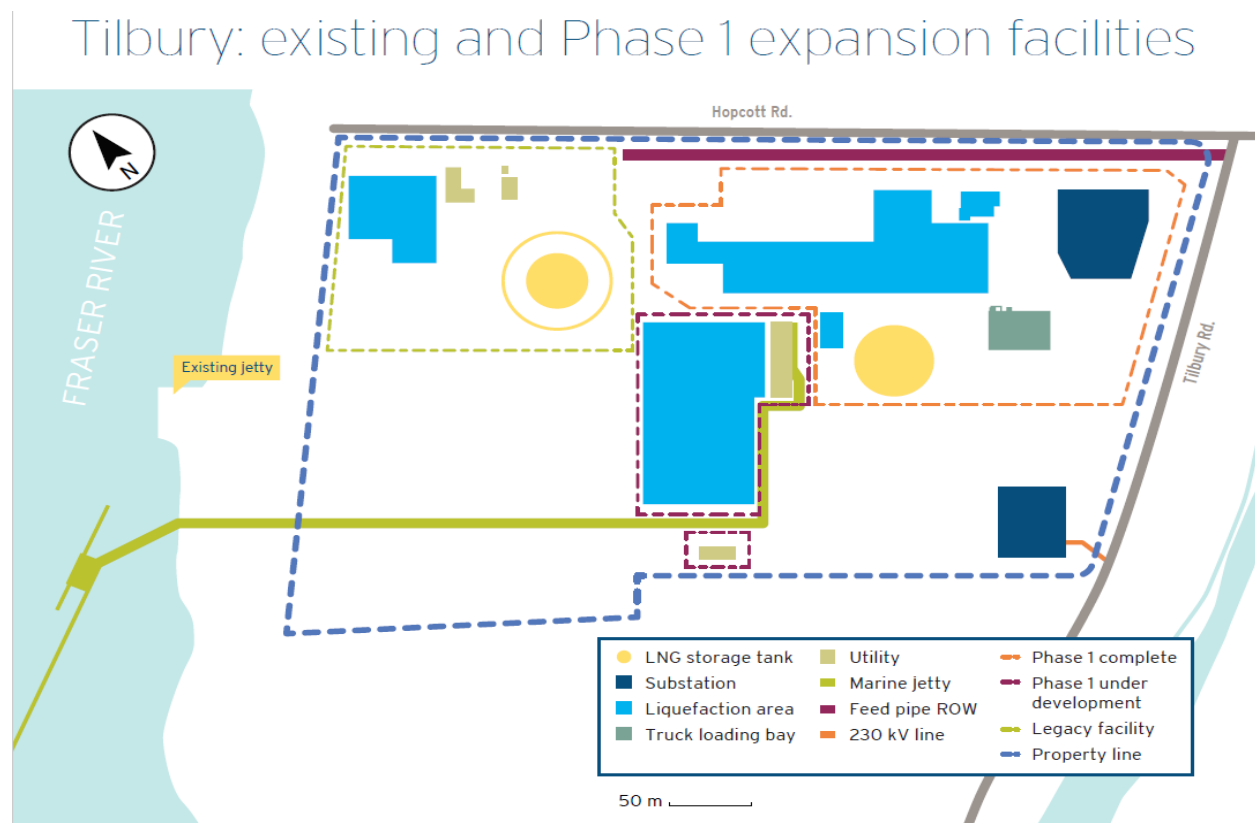 Tilbury: existing and Phase 1 expansion facilities
Hopcott Rd.
N
FRASER RIVER
Existing jetty
Tilbury Rd.
LNG storage tank
Substation
Liquefaction area
Truck loading bay
Utility
Marine jetty
Feed pipe ROW
230 kV line
Phase 1 complete
Phase 1 under
development
Legacy facility
Property line
50 m